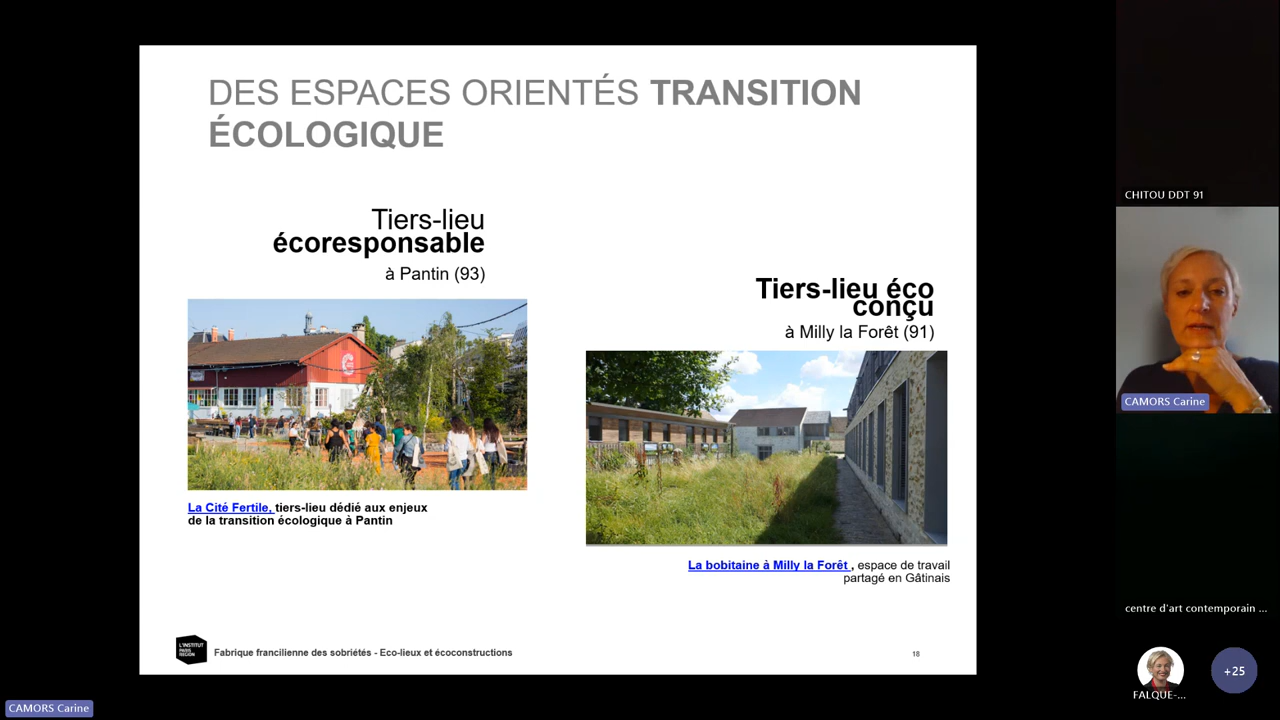 DES ESPACES ORIENTÉS TRANSITION
ÉCOLOGIQUE
Tiers-lieu
écoresponsable
à Pantin (93)
La Cité Fertile, tiers-lieu dédié aux enjeux
de la transition écologique à Pantin
Tiers-lieu éco
conçu
à Milly la Forêt (91)
La bobitaine à Milly la Forêt , espace de travail
partagé en Gâtinais
L'INSTITUT
PARIS
REGION
Fabrique francilienne des sobriétés - Eco-lieux et écoconstructions
18
CHITOU DDT 91
CAMORS Carine
centre d'art contemporain ...
FALQUE-...
+25
CAMORS Carine